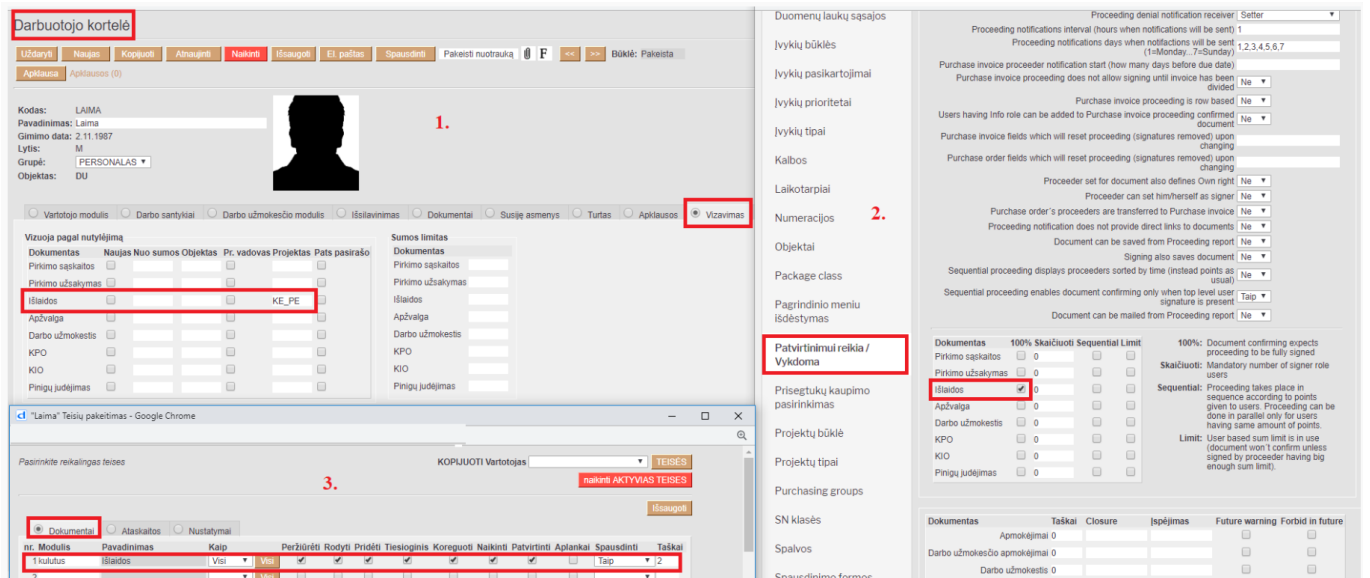 Darbuotojo kortelė
Uždaryti Naujas Kopijuoti Atnaujinti Naikinti Išsaugoti El. paštas Spausdinti Pakeisti nuotrauką F << >> Būklė: Pakeista
Apklausa Apklausos (0)
Kodas: LAIMA
Pavadinimas: Laima
Gimimo data: 2.11.1987
Lytis: M
Grupė: PERSONALAS
Objektas: DU
1.
Vartotojo modulis Darbo santykiai Darbo užmokesčio modulis Išsilavinimas Dokumentai Susiję asmenys Turtas Apklausos Vizavimas
Vizuoja pagal nutylėjimą
Dokumentas Naujas Nuo sumos Objektas Pr. vadovas Projektas Pats pasirašo
Pirkimo sąskaitos
Pirkimo užsakymas
Išlaidos KE_PE
Apžvalga
Darbo užmokestis
KPO
KIO
Pinigų judėjimas
Sumos limitas
Dokumentas
Pirkimo sąskaitos
Pirkimo užsakymas
Išlaidos
Apžvalga
Darbo užmokestis
KPO
KIO
Pinigų judėjimas
"Laima" Teisių pakeitimas - Google Chrome
Pasirinkite reikalingas teises
KOPIJUOTI Vartotojas TEISĖS
naikinti AKTYVIAS TEISES
3.
Išsaugoti
Dokumentai Ataskaitos Nustatymai
nr. Modulis Pavadinimas Kaip Peržiūrėti Rodyti Pridėti Tiesioginis Koreguoti Naikinti Patvirtinti Aplankai Spausdinti Taškai
1 kulutus Išlaidos Visi Visi Taip 2
2 Visi
Duomenų laukų sąsajos
Įvykių būklės
Įvykių pasikartojimai
Įvykių prioritetai
Įvykių tipai
Kalbos
Laikotarpiai
Numeracijos
2.
Objektai
Package class
Pagrindinio meniu
išdėstymas
Patvirtinimui reikia /
Vykdoma
Prisegtukų kaupimo
pasirinkimas
Projektų būklė
Projektų tipai
Purchasing groups
SN klasės
Spalvos
Spausdinimo formos
Proceeding denial notification receiver Setter
Proceeding notifications interval (hours when notifications will be sent) 1
Proceeding notifications days when notifactions will be sent
(1=Monday...7=Sunday) 1,2,3,4,5,6,7
Purchase invoice proceeder notification start (how many days before due date)
Purchase invoice proceeding does not allow signing until invoice has been
divided Ne
Purchase invoice proceeding is row based Ne
Users having Info role can be added to Purchase invoice proceeding confirmed
document Ne
Purchase invoice fields which will reset proceeding (signatures removed) upon
changing
Purchase order fields which will reset proceeding (signatures removed) upon
changing
Proceeder set for document also defines Own right Ne
Proceeder can set him/herself as signer Ne
Purchase order´s proceeders are transferred to Purchase invoice Ne
Proceeding notification does not provide direct links to documents Ne
Document can be saved from Proceeding report Ne
Signing also saves document Ne
Sequential proceeding displays proceeders sorted by time (instead points as
usual) Ne
Sequential proceeding enables document confirming only when top level user
signature is present Taip
Document can be mailed from Proceeding report Ne
Dokumentas 100% Skaičiuoti Sequential Limit
Pirkimo sąskaitos 0
Pirkimo užsakymas 0
Išlaidos 0
Apžvalga 0
Darbo užmokestis 0
KPO 0
KIO 0
Pinigų judėjimas 0
100%: Document confirming expects
proceeding to be fully signed
Skaičiuoti: Mandatory number of signer role
users
Sequential: Proceeding takes place in
sequence according to points
given to users. Proceeding can be
done in parallel only for users
having same amount of points.
Limit: User based sum limit is in use
(document won´t confirm unless
signed by proceeder having big
enough sum limit).
Dokumentas Taškai Closure Įspėjimas Future warning Forbid in future
Apmokėjimai 0
Darbo užmokesčio apmokėjimai 0
Darbo užmokestis 0